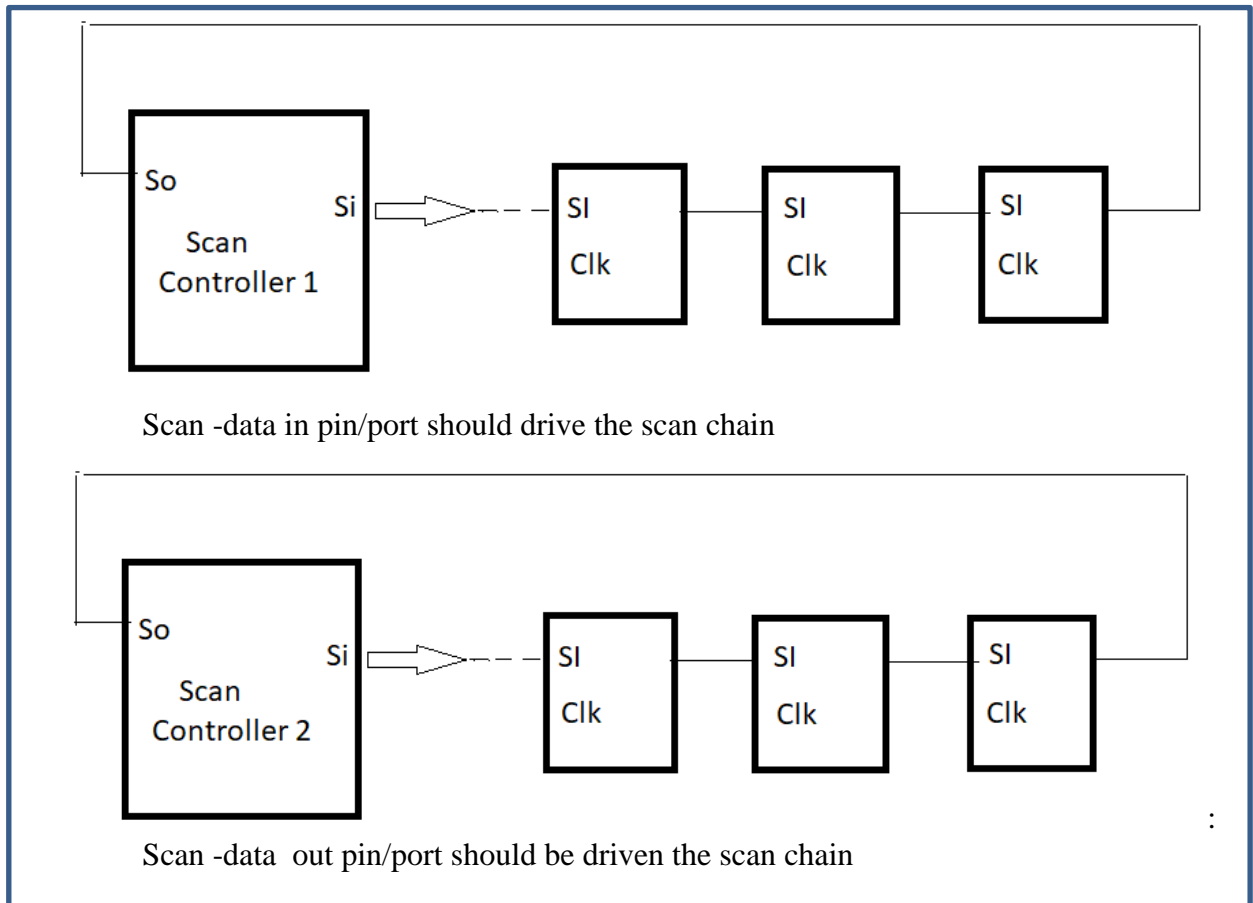 So
Si
Scan
Controller 1
SI
Clk
SI
Clk
SI
Clk
Scan -data in pin/port should drive the scan chain
So
Si
Scan
Controller 2
SI
Clk
SI
Clk
SI
Clk
:
Scan -data  out pin/port should be driven the scan chain